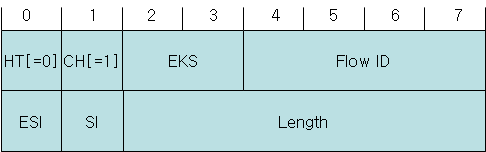 0 1 2 3 4 5 6 7
HT[=0] CH[=1] EKS Flow ID
ESI SI Length